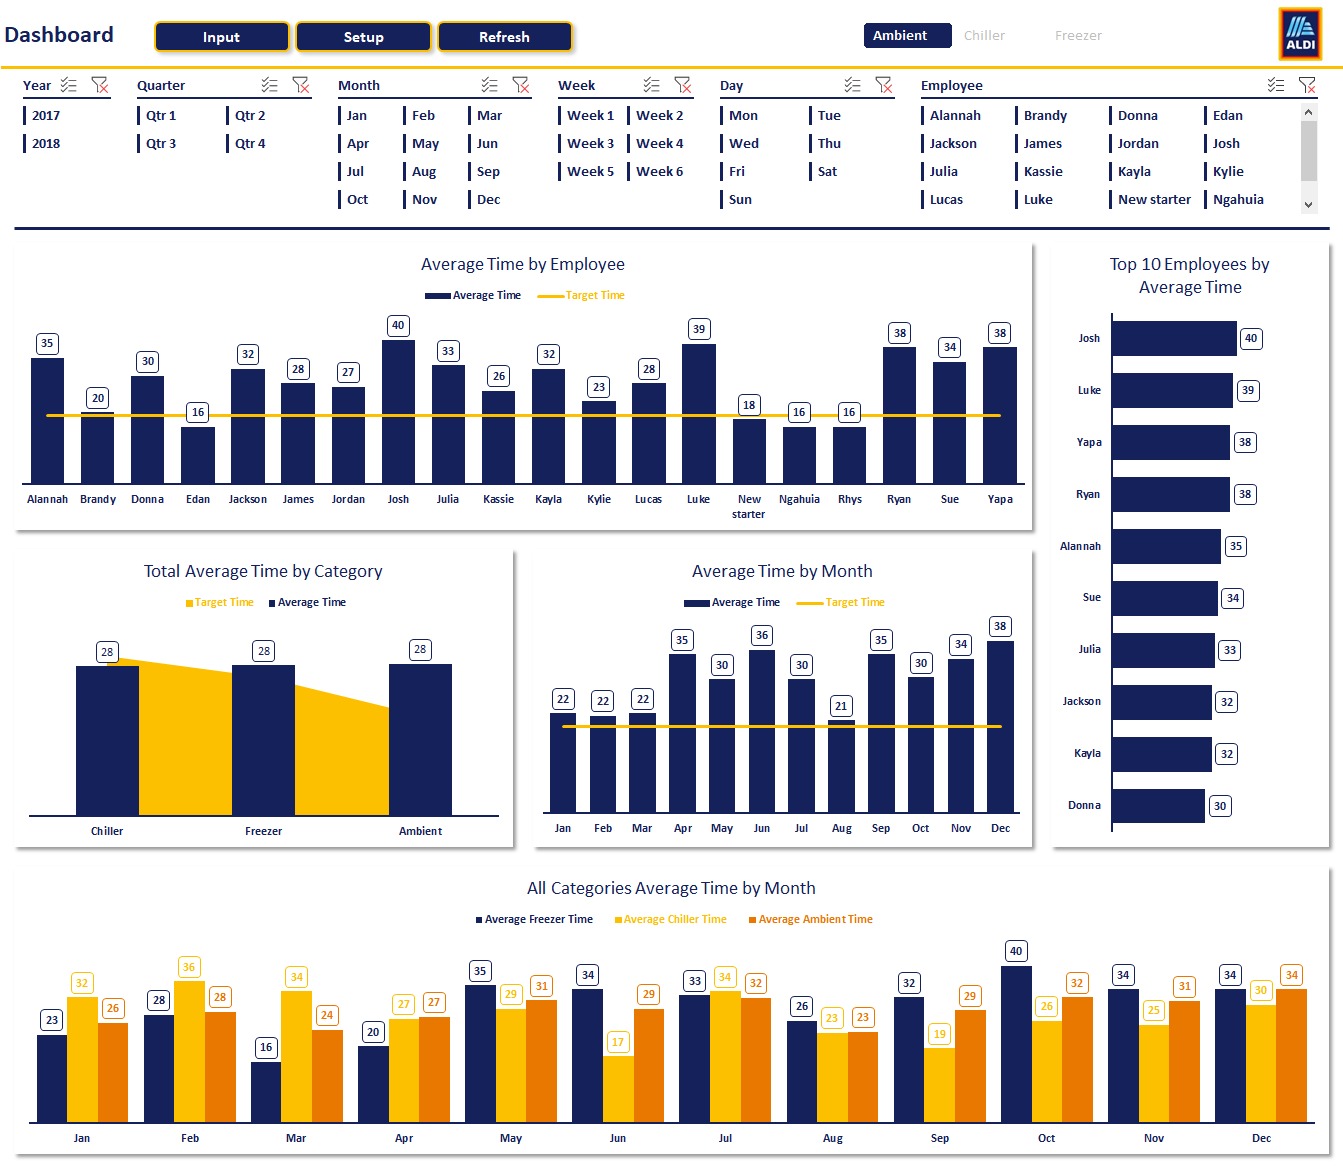 Dashboard
Input
Setup
Refresh
Ambient
Chiller
Freezer
ALDI
Year
2017
2018
Quarter
Qtr 1 Qtr 2
Qtr 3 Qtr 4
Month
Jan Feb Mar
Apr May Jun
Jul Aug Sep
Oct Nov Dec
Week
Week 1 Week 2
Week 3 Week 4
Week 5 Week 6
Day
Mon Tue
Wed Thu
Fri Sat
Sun
Employee
Alannah Brandy Donna Edan
Jackson James Jordan Josh
Julia Kassie Kayla Kylie
Lucas Luke New starter Ngahuia
Average Time by Employee
Average Time Target Time
35 20 30 16 32 28 27 40 33 26 32 23 28 39 18 16 16 38 34 38
Alannah Brandy Donna Edan Jackson James Jordan Josh Julia Kassie Kayla Kylie Lucas Luke New starter Ngahuia Rhys Ryan Sue Yapa
Top 10 Employees by
Average Time
Josh 40
Luke 39
Yapa 38
Ryan 38
Alannah 35
Sue 34
Julia 33
Jackson 32
Kayla 32
Donna 30
Total Average Time by Category
Target Time Average Time
28 28 28
Chiller Freezer Ambient
Average Time by Month
Average Time Target Time
22 22 22 35 30 36 30 21 35 30 34 38
Jan Feb Mar Apr May Jun Jul Aug Sep Oct Nov Dec
All Categories Average Time by Month
Average Freezer Time Average Chiller Time Average Ambient Time
23 32 26 28 36 28 16 34 24 20 27 27 35 29 31 34 17 29 33 34 32 26 23 23 32 19 29 40 26 32 34 25 31 34 30 34
Jan Feb Mar Apr May Jun Jul Aug Sep Oct Nov Dec